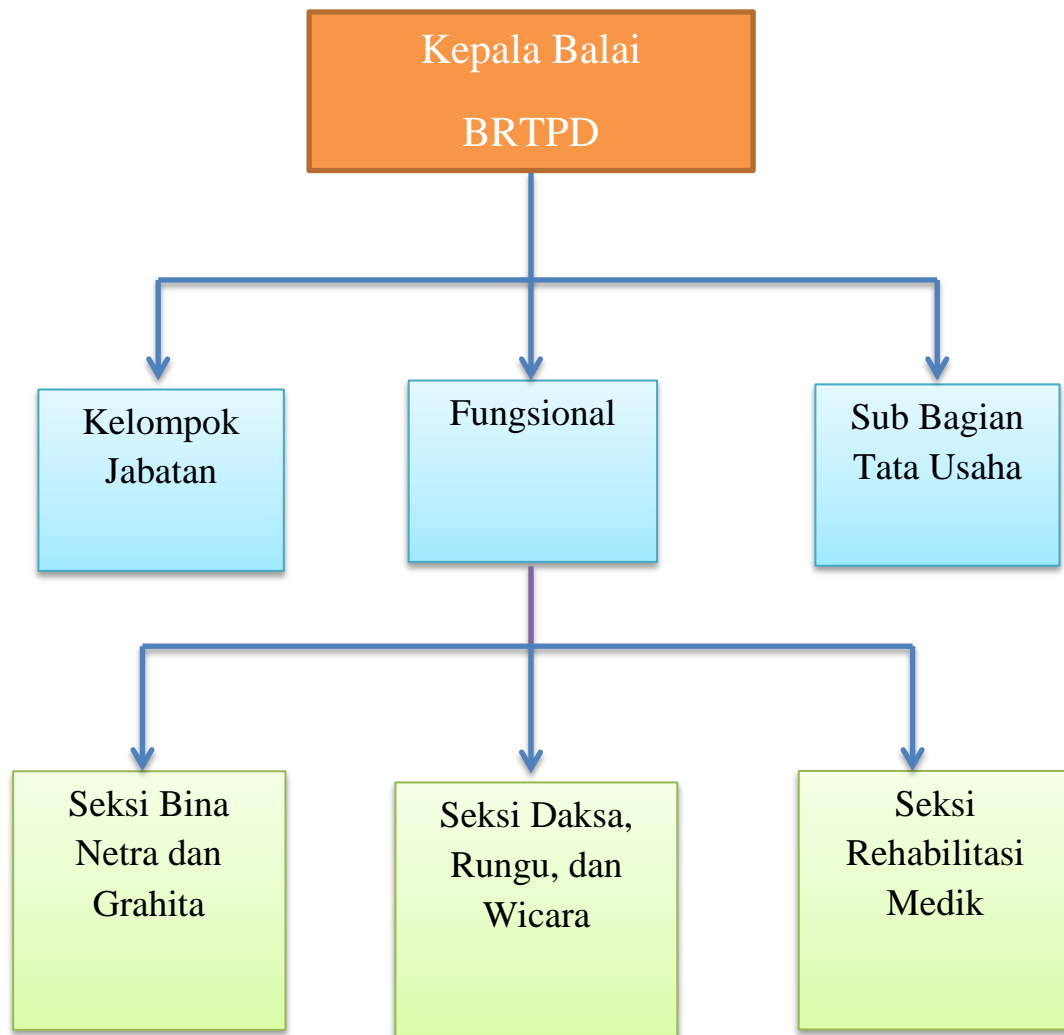 Kepala Balai
BRTPD
Kelompok
Jabatan
Fungsional
Sub Bagian
Tata Usaha
Seksi Bina
Netra dan
Grahita
Seksi Daksa,
Rungu, dan
Wicara
Seksi
Rehabilitasi
Medik